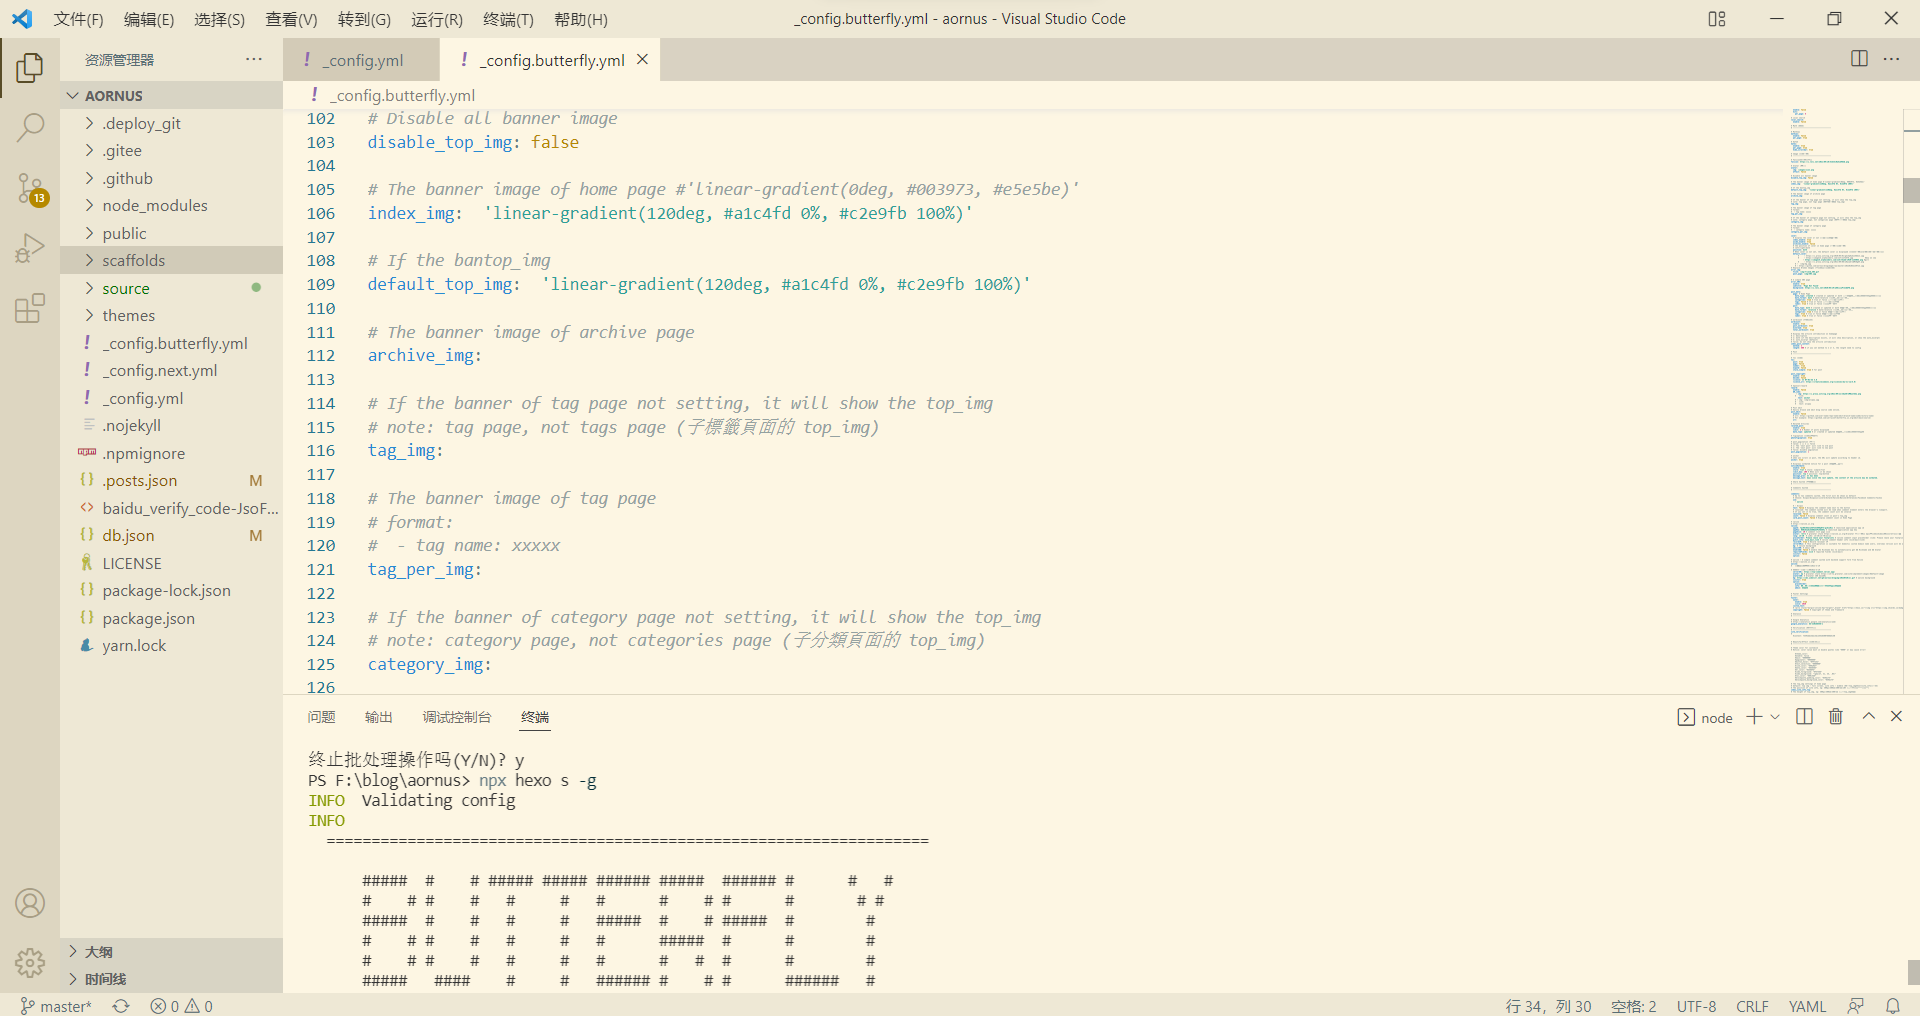 文件(F) 编辑(E) 选择(S) 查看(V) 转到(G) 运行(R) 终端(T) 帮助(H) _config.butterfly.yml - aornus - Visual Studio Code
资源管理器 ···
_config.yml
_config.butterfly.yml
AORNUS
.deploy_git
.gitee
.github
node_modules
public
scaffolds
source
themes
! _config.butterfly.yml
! _config.next.yml
! _config.yml
.nojekyll
.npmignore
{} .posts.json M
<> baidu_verify_code-JsoF...
{} db.json M
LICENSE
{} package-lock.json
{} package.json
yarn.lock
大纲
时间线
13
! _config.butterfly.yml
102 # Disable all banner image
103 disable_top_img: false
104
105 # The banner image of home page #'linear-gradient(0deg, #003973, #e5e5be)'
106 index_img:  'linear-gradient(120deg, #a1c4fd 0%, #c2e9fb 100%)'
107
108 # If the bantop_img
109 default_top_img:  'linear-gradient(120deg, #a1c4fd 0%, #c2e9fb 100%)'
110
111 # The banner image of archive page
112 archive_img:
113
114 # If the banner of tag page not setting, it will show the top_img
115 # note: tag page, not tags page (子標籤頁面的 top_img)
116 tag_img:
117
118 # The banner image of tag page
119 # format:
120 #  - tag name: xxxxx
121 tag_per_img:
122
123 # If the banner of category page not setting, it will show the top_img
124 # note: category page, not categories page (子分類頁面的 top_img)
125 category_img:
126
问题 输出 调试控制台 终端 node
终止批处理操作吗(Y/N)? y
PS F:\blog\aornus> npx hexo s -g
INFO  Validating config
INFO
  ===================================================================
      #####  #    # ##### ##### ###### #####  ###### #      #   #
      #    # #    #   #     #   #      #    # #      #       # #
      #####  #    #   #     #   #####  #    # #####  #        #
      #    # #    #   #     #   #      #####  #      #        #
      #    # #    #   #     #   #      #   #  #      #        #
      #####   ####    #     #   ###### #    # #      ######   #
master* 0 0 行 34，列 30 空格: 2 UTF-8 CRLF YAML